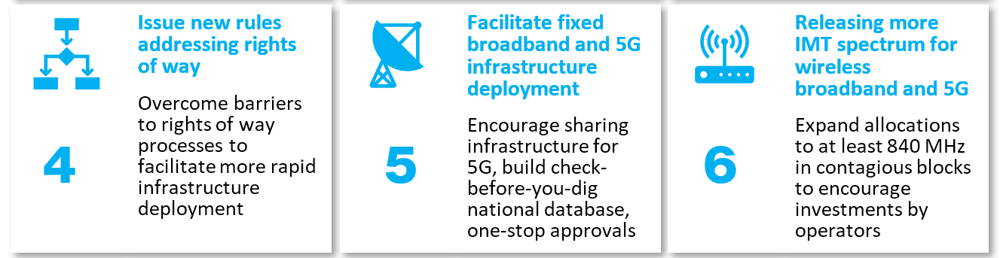 Issue new rules
addressing rights
of way
Overcome barriers
to rights of way
processes to
facilitate more rapid
infrastructure
deployment
4
Facilitate fixed
broadband and 5G
infrastructure
deployment
Encourage sharing
infrastructure for
5G, build check-
before-you-dig
national database,
one-stop approvals
5
Releasing more
IMT spectrum for
wireless
broadband and 5G
Expand allocations
to at least 840 MHz
in contagious blocks
to encourage
investments by
operators
6